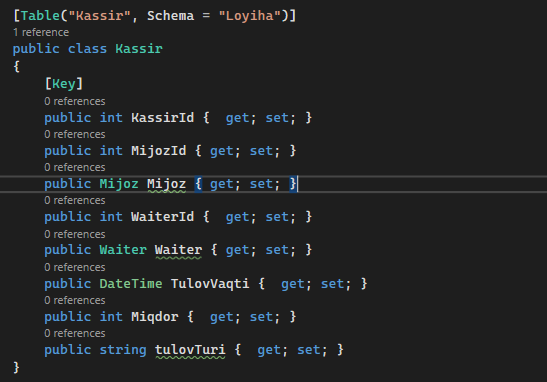 [Table("Kassir", Schema = "Loyiha")]
1 reference
public class Kassir
{
[Key]
0 references
public int KassirId {  get; set; }
0 references
public int MijozId { get; set; }
0 references
public Mijoz Mijoz { get; set; }
0 references
public int WaiterId {  get; set; }
0 references
public Waiter Waiter { get; set; }
0 references
public DateTime TulovVaqti {  get; set; }
0 references
public int Miqdor {  get; set; }
0 references
public string tulovTuri {  get; set; }
}